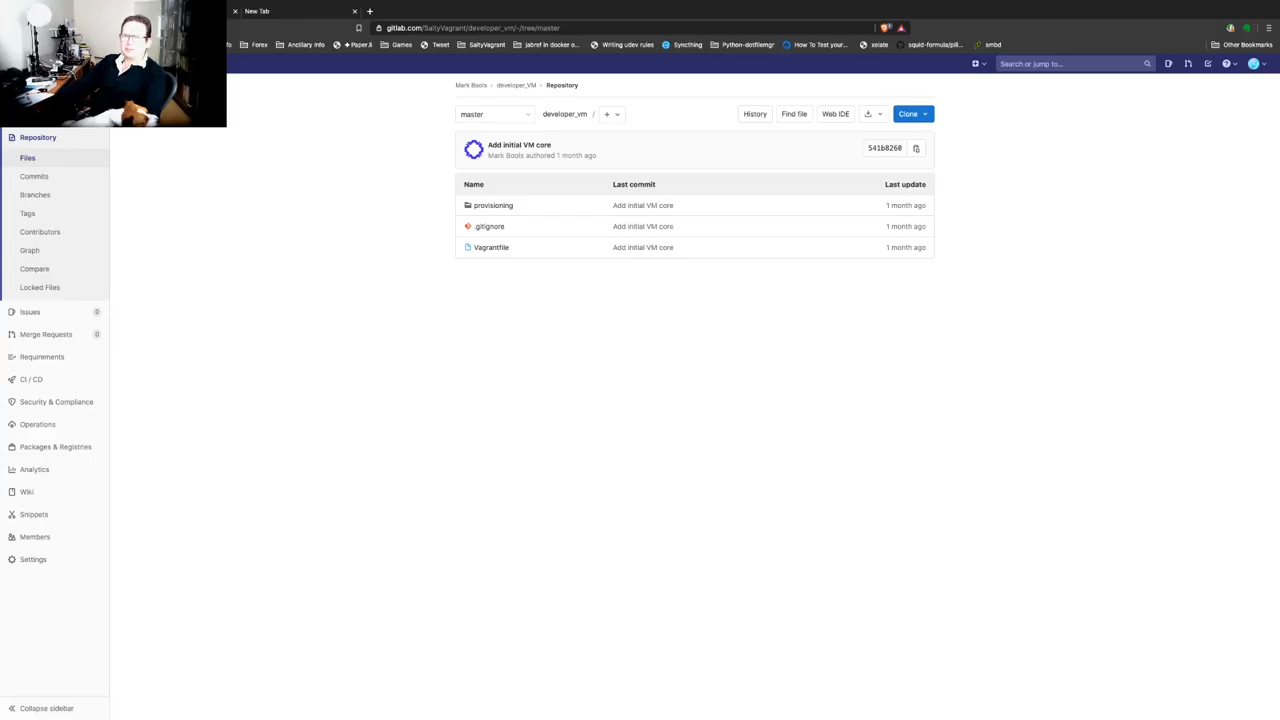 New Tab
gitlab.com/SaltyVagrant/developer_vm/-/tree/master
Forex
Ancillary Info
Paper.li
Games
Tweet
SaltyVagrant
jabref in docker o...
Writing udev rules
Syncthing
Python-dotfilemgr
How To Test your...
xelate
squid-formula/pill...
smbd
Other Bookmarks
Search or jump to...
Mark Bools > developer_VM > Repository
master
developer_vm /
History
Find file
Web IDE
Clone
Add initial VM core
Mark Bools authored 1 month ago
541b8260
Name Last commit Last update
provisioning Add initial VM core 1 month ago
.gitignore Add initial VM core 1 month ago
Vagrantfile Add initial VM core 1 month ago
Repository
Files
Commits
Branches
Tags
Contributors
Graph
Compare
Locked Files
Issues 0
Merge Requests 0
Requirements
CI / CD
Security & Compliance
Operations
Packages & Registries
Analytics
Wiki
Snippets
Members
Settings
Collapse sidebar